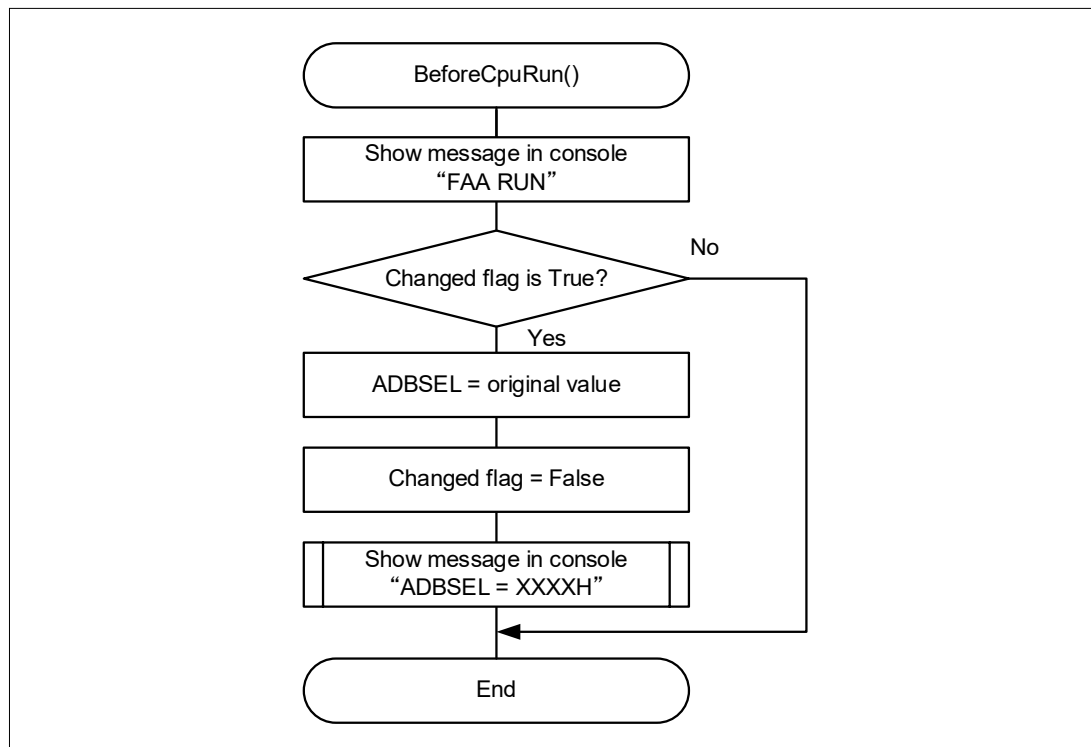 BeforeCpuRun()
Show message in console
“FAA RUN”
Changed flag is True?
No
Yes
ADBSEL = original value
Changed flag = False
Show message in console
“ADBSEL = XXXXH”
End